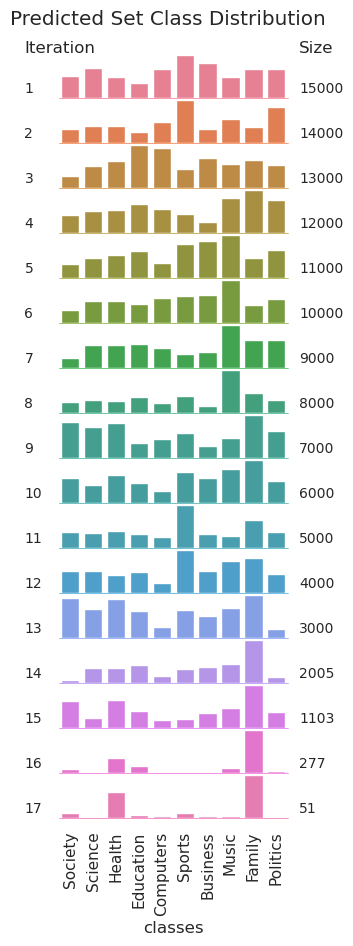 Predicted Set Class Distribution
Iteration Size
1 15000
2 14000
3 13000
4 12000
5 11000
6 10000
7 9000
8 8000
9 7000
10 6000
11 5000
12 4000
13 3000
14 2005
15 1103
16 277
17 51
Society
Science
Health
Education
Computers
Sports
Business
Music
Family
Politics
classes